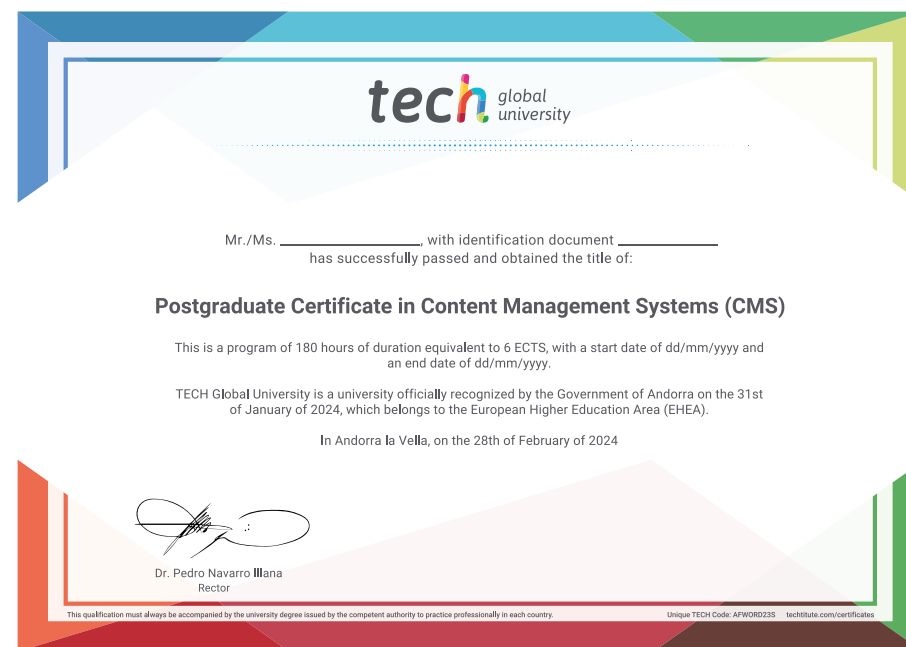 tech global
university
Mr./Ms. ____________, with identification document ____________
has successfully passed and obtained the title of:
Postgraduate Certificate in Content Management Systems (CMS)
This is a program of 180 hours of duration equivalent to 6 ECTS, with a start date of dd/mm/yyyy and
an end date of dd/mm/yyyy.
TECH Global University is a university officially recognized by the Government of Andorra on the 31st
of January of 2024, which belongs to the European Higher Education Area (EHEA).
In Andorra la Vella, on the 28th of February of 2024
Dr. Pedro Navarro Illana
Rector
This qualification must always be accompanied by the university degree issued by the competent authority to practice professionally in each country. Unique TECH Code: AFWORD23S techtitute.com/certificates